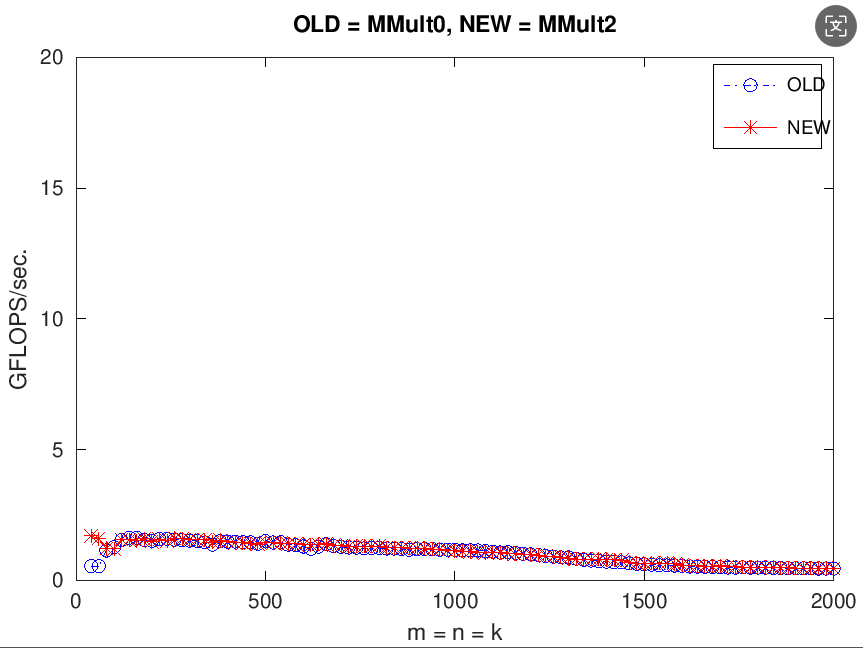 OLD = MMult0, NEW = MMult2
20
15
10
5
0
GFLOPS/sec.
OLD
NEW
0 500 1000 1500 2000
m = n = k